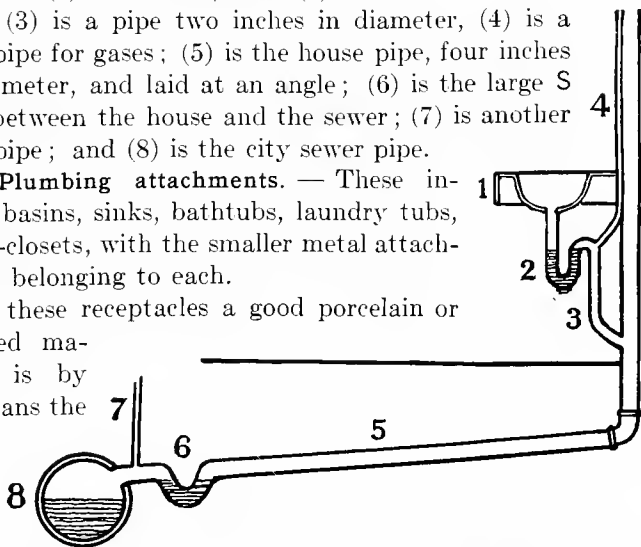 (3) is a pipe two inches in diameter, (4) is a
pipe for gases; (5) is the house pipe, four inches
meter, and laid at an angle; (6) is the large S
between the house and the sewer; (7) is another
pipe; and (8) is the city sewer pipe.
Plumbing attachments. — These in-
basins, sinks, bathtubs, laundry tubs,
-closets, with the smaller metal attach-
belonging to each.
these receptacles a good porcelain or
ed ma-
is by
ans the
1
2
3
4
5
6
7
8